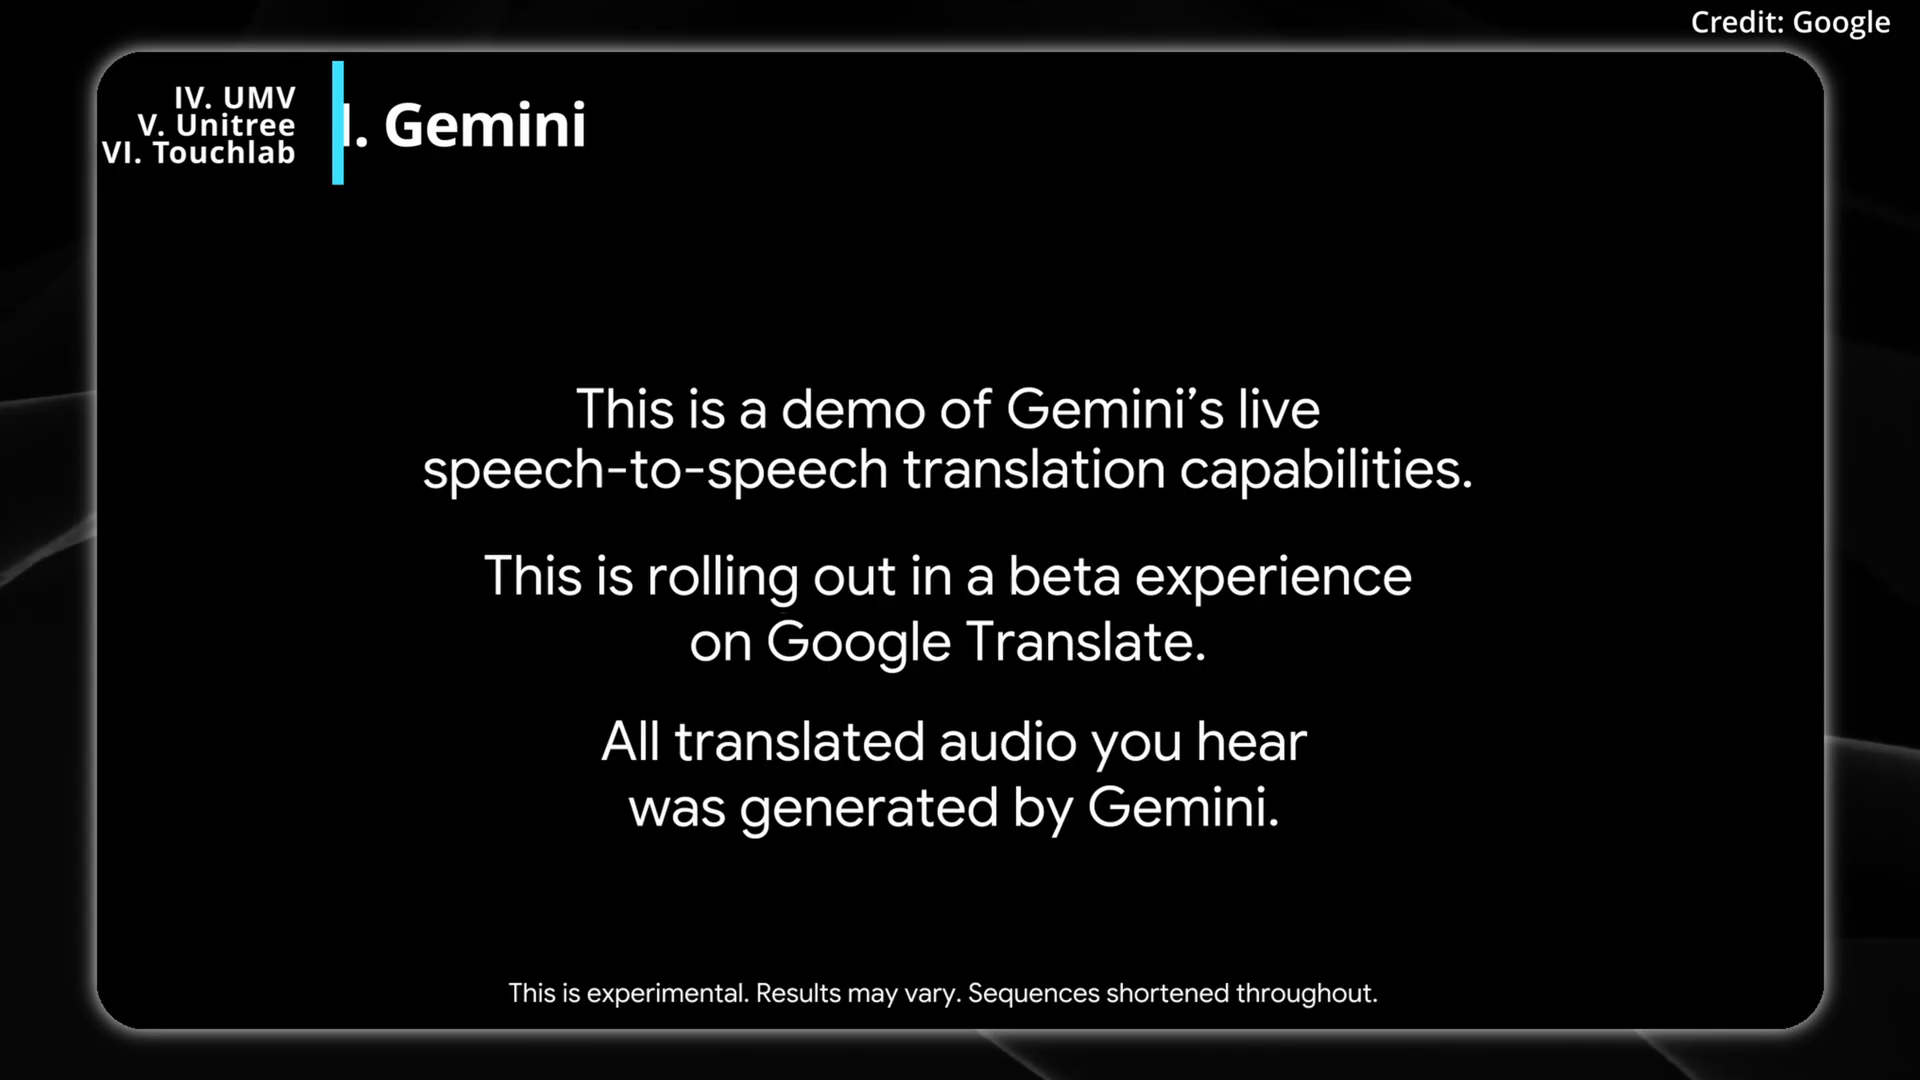 Credit: Google
IV. UMV
V. Unitree
VI. Touchlab
I. Gemini
This is a demo of Gemini’s live
speech-to-speech translation capabilities.
This is rolling out in a beta experience
on Google Translate.
All translated audio you hear
was generated by Gemini.
This is experimental. Results may vary. Sequences shortened throughout.